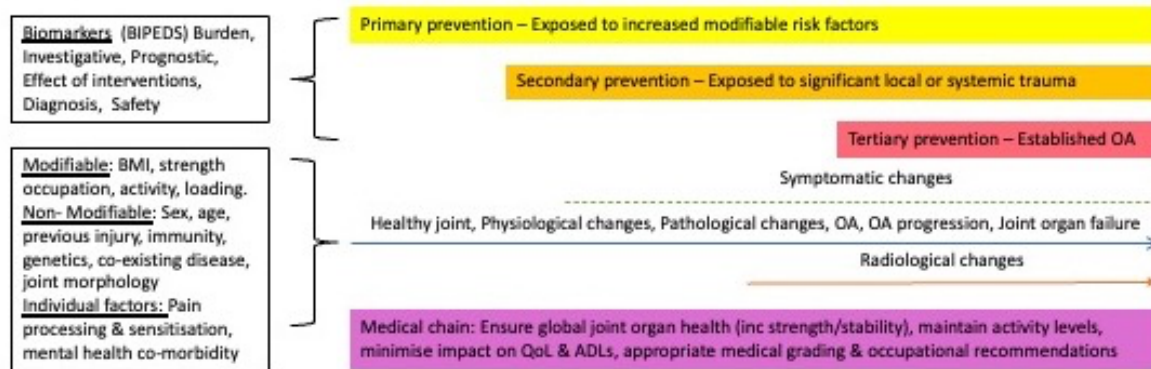 Biomarkers (BIPEDS) Burden,
Investigative, Prognostic,
Effect of interventions,
Diagnosis, Safety
Modifiable: BMI, strength
occupation, activity, loading.
Non- Modifiable: Sex, age,
previous injury, immunity,
genetics, co-existing disease,
joint morphology
Individual factors: Pain
processing & sensitisation,
mental health co-morbidity
Primary prevention – Exposed to increased modifiable risk factors
Secondary prevention – Exposed to significant local or systemic trauma
Tertiary prevention – Established OA
Symptomatic changes
Healthy joint, Physiological changes, Pathological changes, OA, OA progression, Joint organ failure
Radiological changes
Medical chain: Ensure global joint organ health (inc strength/stability), maintain activity levels,
minimise impact on QoL & ADLs, appropriate medical grading & occupational recommendations